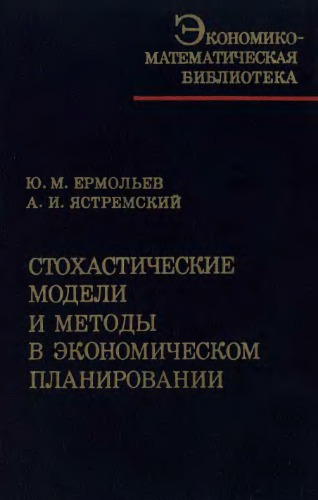 ЭКОНОМИКО-
МАТЕМАТИЧЕСКАЯ
БИБЛИОТЕКА
Ю. М. ЕРМОЛЬЕВ
А. И. ЯСТРЕМСКИЙ
СТОХАСТИЧЕСКИЕ
МОДЕЛИ
И МЕТОДЫ
В ЭКОНОМИЧЕСКОМ
ПЛАНИРОВАНИИ